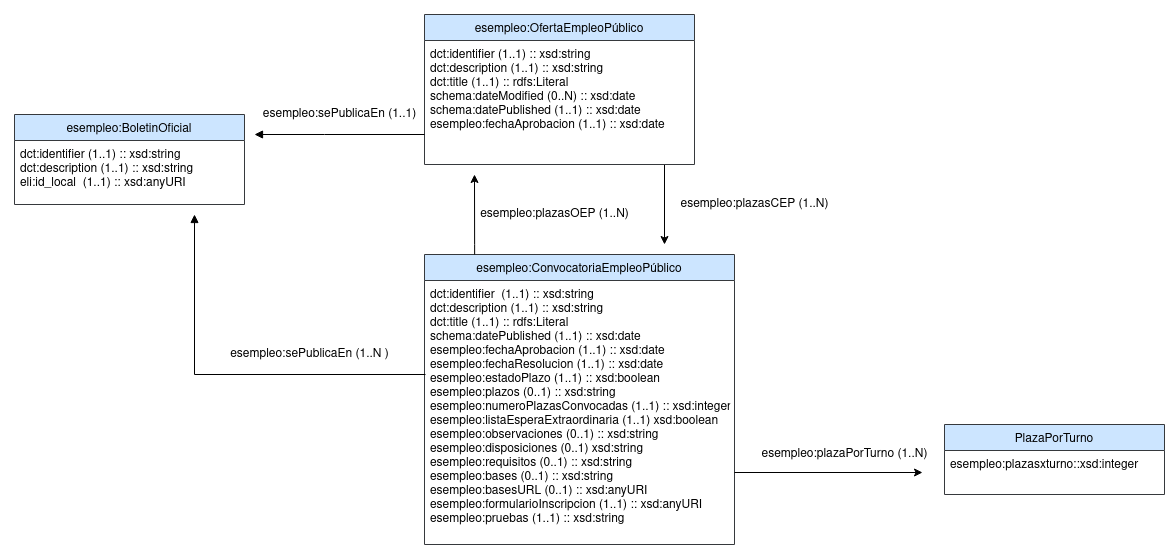 esempleo:OfertaEmpleoPúblico
dct:identifier (1..1) :: xsd:string
dct:description (1..1) :: xsd:string
dct:title (1..1) :: rdfs:Literal
schema:dateModified (0..N) :: xsd:date
schema:datePublished (1..1) :: xsd:date
esempleo:fechaAprobacion (1..1) :: xsd:date
esempleo:sePublicaEn (1..1)
esempleo:BoletinOficial
dct:identifier (1..1) :: xsd:string
dct:description (1..1) :: xsd:string
eli:id_local  (1..1) :: xsd:anyURI
esempleo:plazasOEP (1..N)
esempleo:plazasCEP (1..N)
esempleo:ConvocatoriaEmpleoPúblico
dct:identifier  (1..1) :: xsd:string
dct:description (1..1) :: xsd:string
dct:title (1..1) :: rdfs:Literal
schema:datePublished (1..1) :: xsd:date
esempleo:fechaAprobacion (1..1) :: xsd:date
esempleo:fechaResolucion (1..1) :: xsd:date
esempleo:estadoPlazo (1..1) :: xsd:boolean
esempleo:plazos (0..1) :: xsd:string
esempleo:numeroPlazasConvocadas (1..1) :: xsd:integer
esempleo:listaEsperaExtraordinaria (1..1) xsd:boolean
esempleo:observaciones (0..1) :: xsd:string
esempleo:disposiciones (0..1) xsd:string
esempleo:requisitos (0..1) :: xsd:string
esempleo:bases (0..1) :: xsd:string
esempleo:basesURL (0..1) :: xsd:anyURI
esempleo:formularioInscripcion (1..1) :: xsd:anyURI
esempleo:pruebas (1..1) :: xsd:string
esempleo:sePublicaEn (1..N )
esempleo:plazaPorTurno (1..N)
PlazaPorTurno
esempleo:plazasxturno::xsd:integer